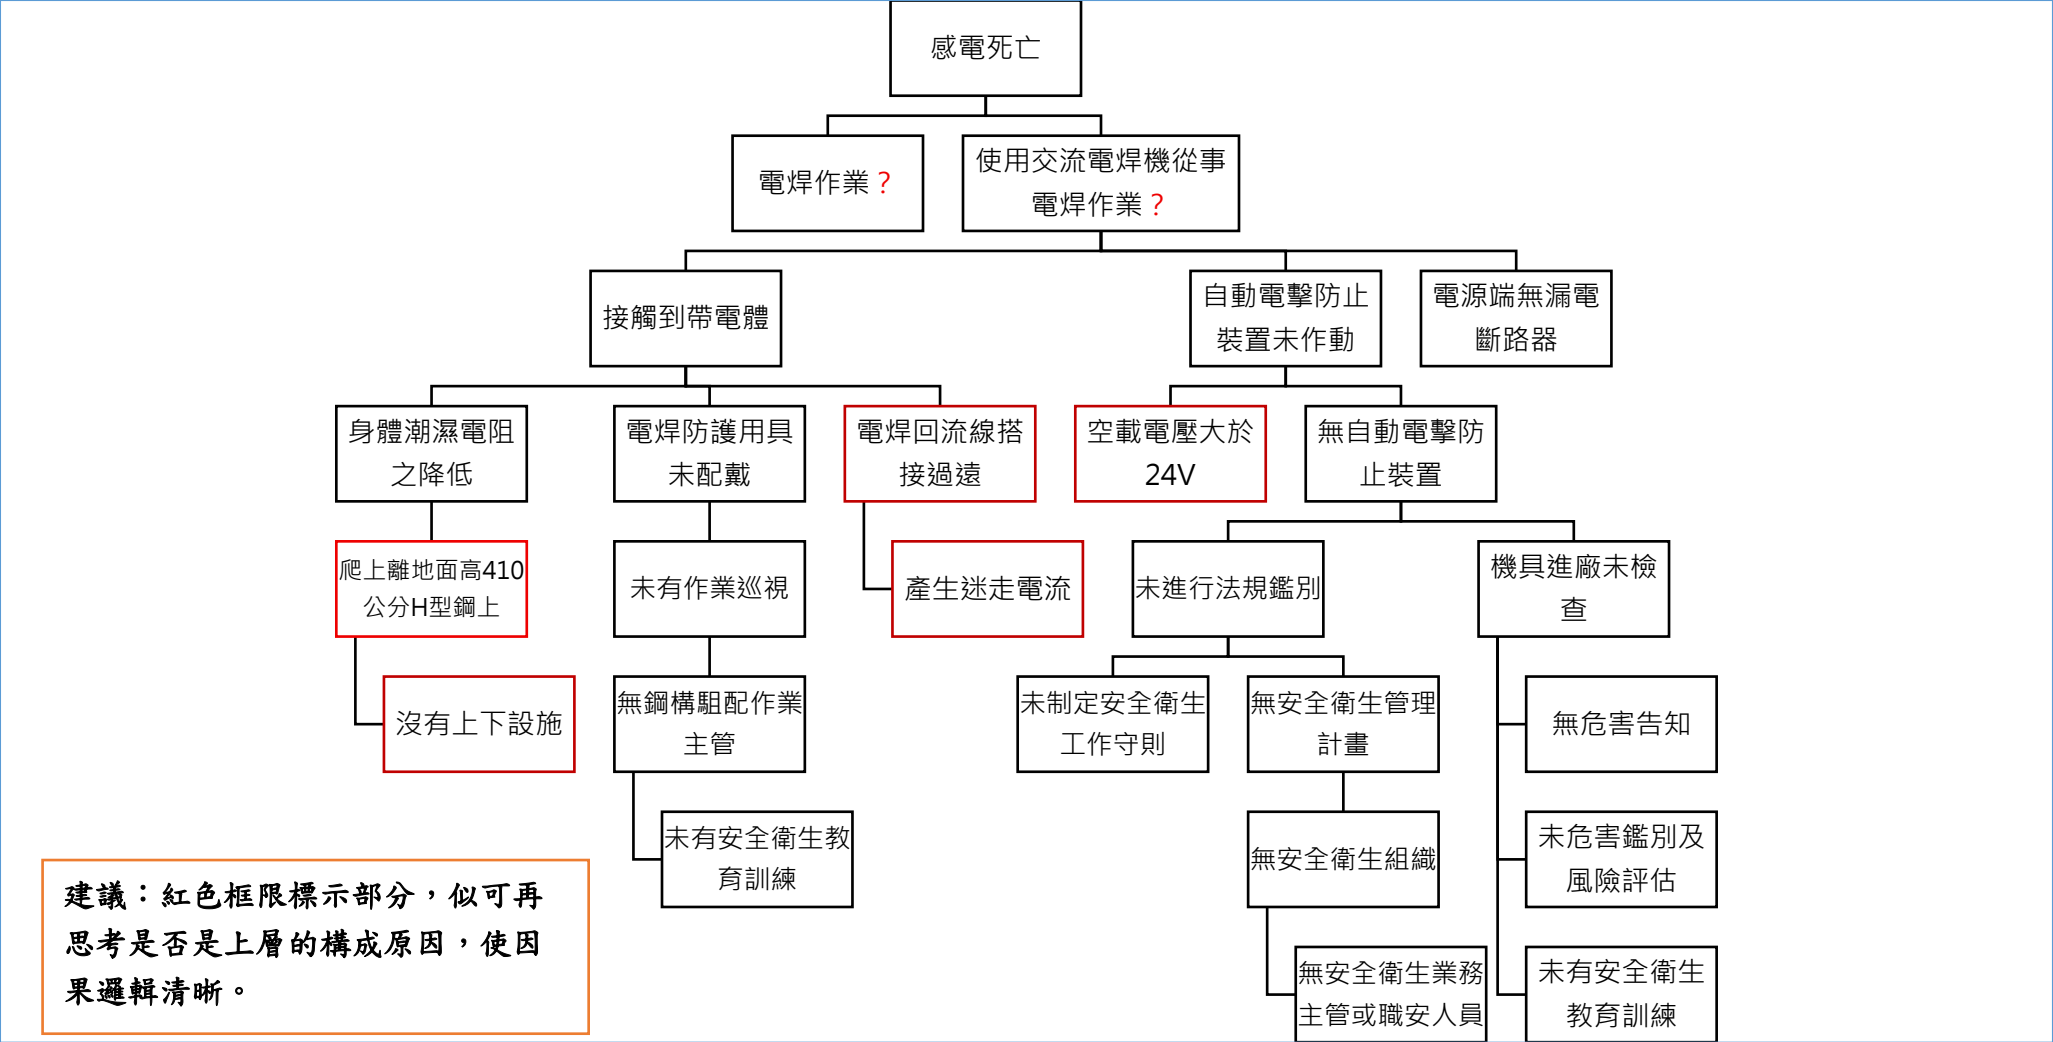 感電死亡
電焊作業？
使用交流電焊機從事
電焊作業？
接觸到帶電體
自動電擊防止
裝置未作動
電源端無漏電
斷路器
身體潮濕電阻
之降低
電焊防護用具
未配戴
電焊回流線搭
接過遠
空載電壓大於
24V
無自動電擊防
止裝置
爬上離地面高410
公分H型鋼上
未有作業巡視
產生迷走電流
未進行法規鑑別
機具進廠未檢
查
沒有上下設施
無鋼構駔配作業
主管
未制定安全衛生
工作守則
無安全衛生管理
計畫
無危害告知
未有安全衛生教
育訓練
無安全衛生組織
未危害鑑別及
風險評估
無安全衛生業務
主管或職安人員
未有安全衛生
教育訓練
建議：紅色框限標示部分，似可再
思考是否是上層的構成原因，使因
果邏輯清晰。